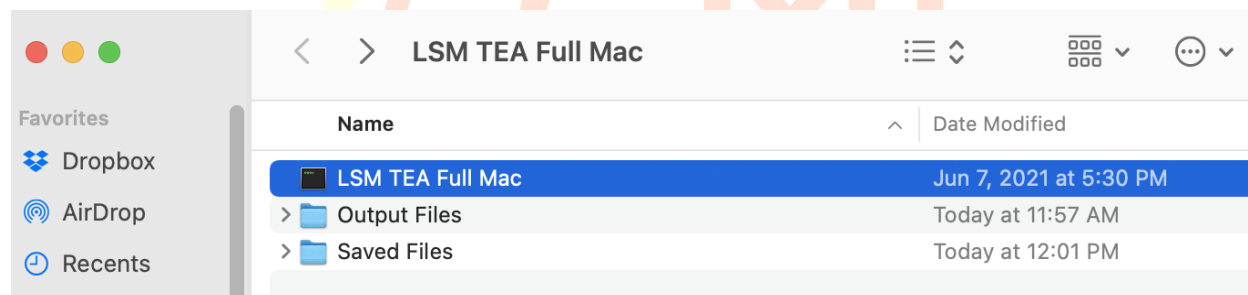 LSM TEA Full Mac
Favorites
Dropbox
AirDrop
Recents
Name Date Modified
LSM TEA Full Mac Jun 7, 2021 at 5:30 PM
Output Files Today at 11:57 AM
Saved Files Today at 12:01 PM